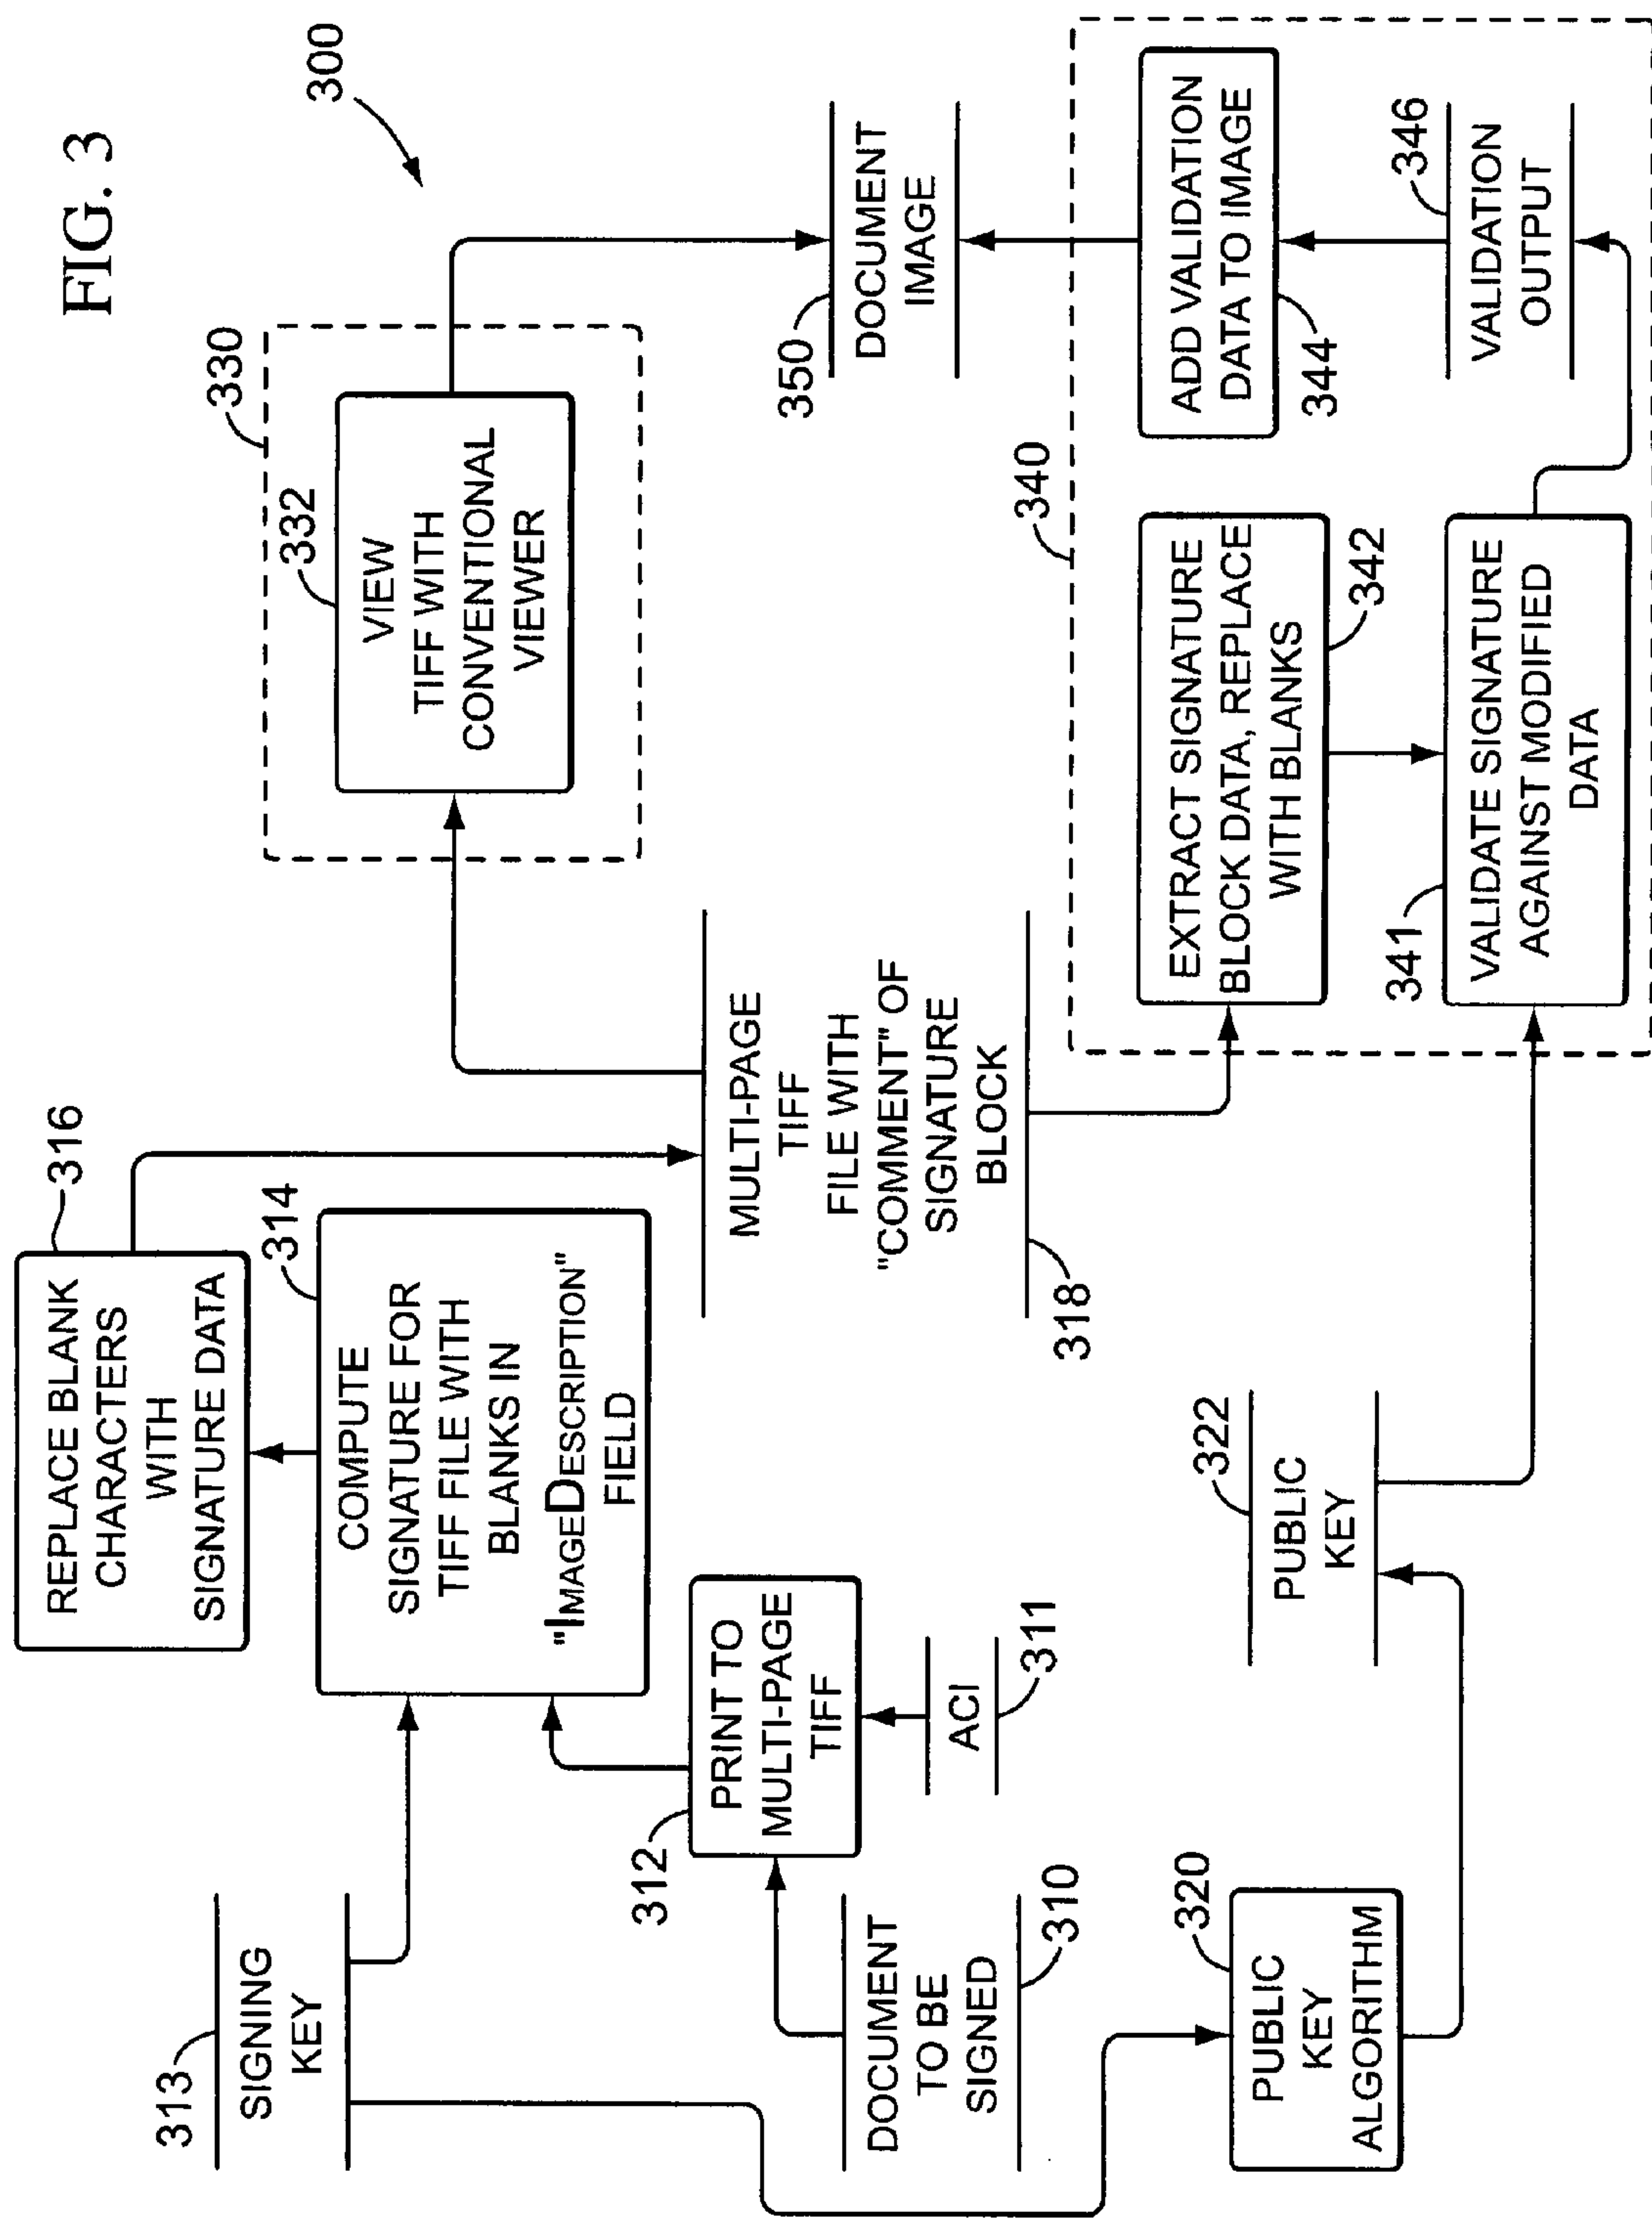 FIG. 3
300
313
SIGNING
KEY
316
REPLACE BLANK
CHARACTERS
WITH
SIGNATURE DATA
314
COMPUTE
SIGNATURE FOR
TIFF FILE WITH
BLANKS IN
"IMAGEDESCRIPTION"
FIELD
330
332
VIEW
TIFF WITH
CONVENTIONAL
VIEWER
312
PRINT TO
MULTI-PAGE
TIFF
ACI
311
DOCUMENT
TO BE
SIGNED
310
MULTI-PAGE
TIFF
FILE WITH
"COMMENT" OF
SIGNATURE
BLOCK
318
350
DOCUMENT
IMAGE
320
PUBLIC
KEY
ALGORITHM
322
PUBLIC
KEY
340
EXTRACT SIGNATURE
BLOCK DATA, REPLACE
WITH BLANKS
342
341
VALIDATE SIGNATURE
AGAINST MODIFIED
DATA
ADD VALIDATION
DATA TO IMAGE
344
346
VALIDATION
OUTPUT